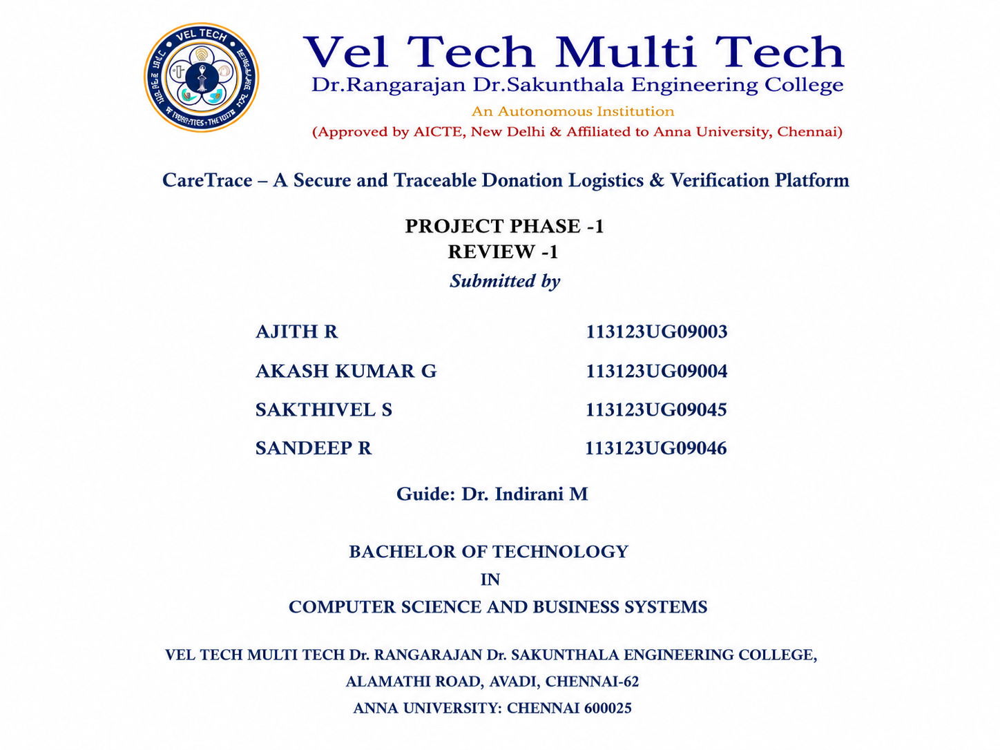 VEL TECH
Vel Tech Multi Tech
Dr.Rangarajan Dr.Sakunthala Engineering College
An Autonomous Institution
(Approved by AICTE, New Delhi & Affiliated to Anna University, Chennai)
CareTrace – A Secure and Traceable Donation Logistics & Verification Platform
PROJECT PHASE -1
REVIEW -1
Submitted by
AJITH R 113123UG09003
AKASH KUMAR G 113123UG09004
SAKTHIVEL S 113123UG09045
SANDEEP R 113123UG09046
Guide: Dr. Indirani M
BACHELOR OF TECHNOLOGY
IN
COMPUTER SCIENCE AND BUSINESS SYSTEMS
VEL TECH MULTI TECH Dr. RANGARAJAN Dr. SAKUNTHALA ENGINEERING COLLEGE,
ALAMATHI ROAD, AVADI, CHENNAI-62
ANNA UNIVERSITY: CHENNAI 600025